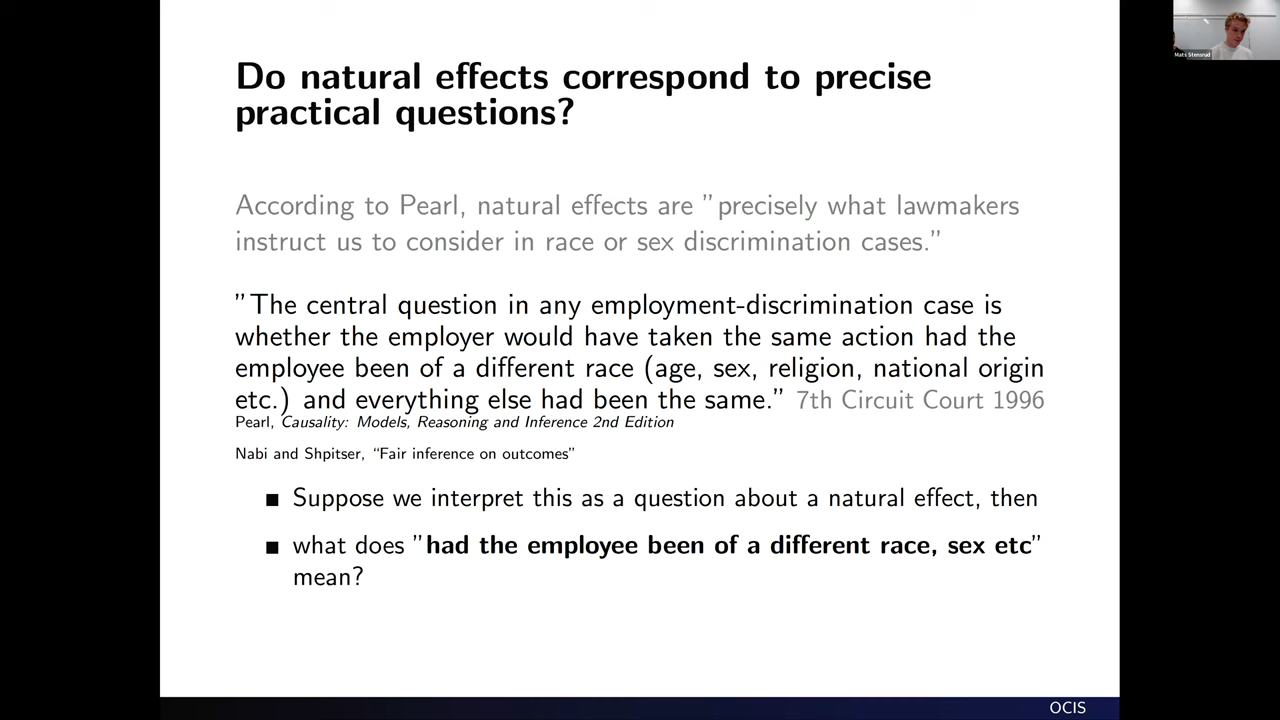 Mats Stensrud
Do natural effects correspond to precise
practical questions?
According to Pearl, natural effects are ”precisely what lawmakers
instruct us to consider in race or sex discrimination cases.”
”The central question in any employment-discrimination case is
whether the employer would have taken the same action had the
employee been of a different race (age, sex, religion, national origin
etc.) and everything else had been the same.” 7th Circuit Court 1996
Pearl, Causality: Models, Reasoning and Inference 2nd Edition
Nabi and Shpitser, “Fair inference on outcomes”
■ Suppose we interpret this as a question about a natural effect, then
■ what does ”had the employee been of a different race, sex etc”
mean?
OCIS